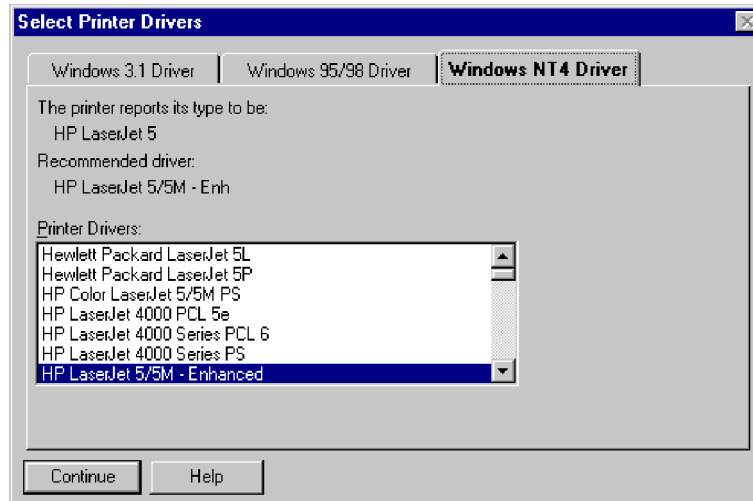 Select Printer Drivers
Windows 3.1 Driver Windows 95/98 Driver Windows NT4 Driver
The printer reports its type to be:
HP LaserJet 5
Recommended driver:
HP LaserJet 5/5M - Enh
Printer Drivers:
Hewlett Packard LaserJet 5L
Hewlett Packard LaserJet 5P
HP Color LaserJet 5/5M PS
HP LaserJet 4000 PCL 5e
HP LaserJet 4000 Series PCL 6
HP LaserJet 4000 Series PS
HP LaserJet 5/5M - Enhanced
Continue Help